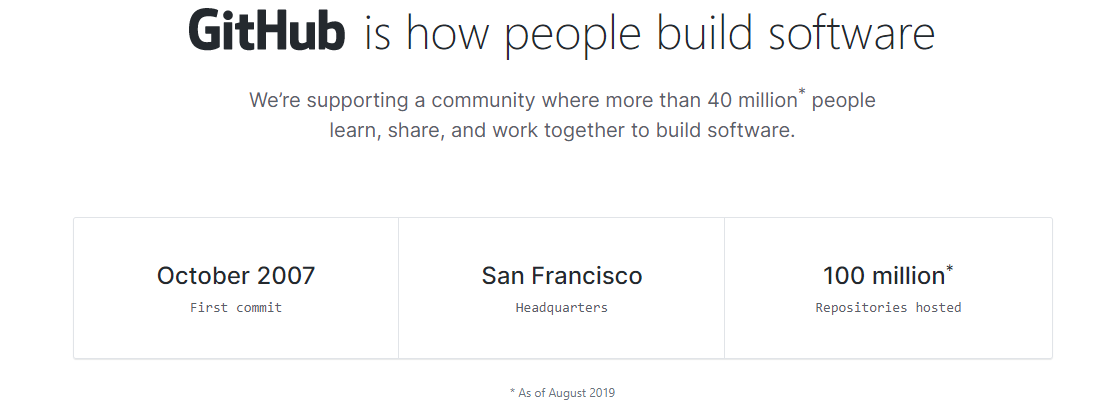 GitHub is how people build software
We’re supporting a community where more than 40 million* people
learn, share, and work together to build software.
October 2007
First commit
San Francisco
Headquarters
100 million*
Repositories hosted
* As of August 2019